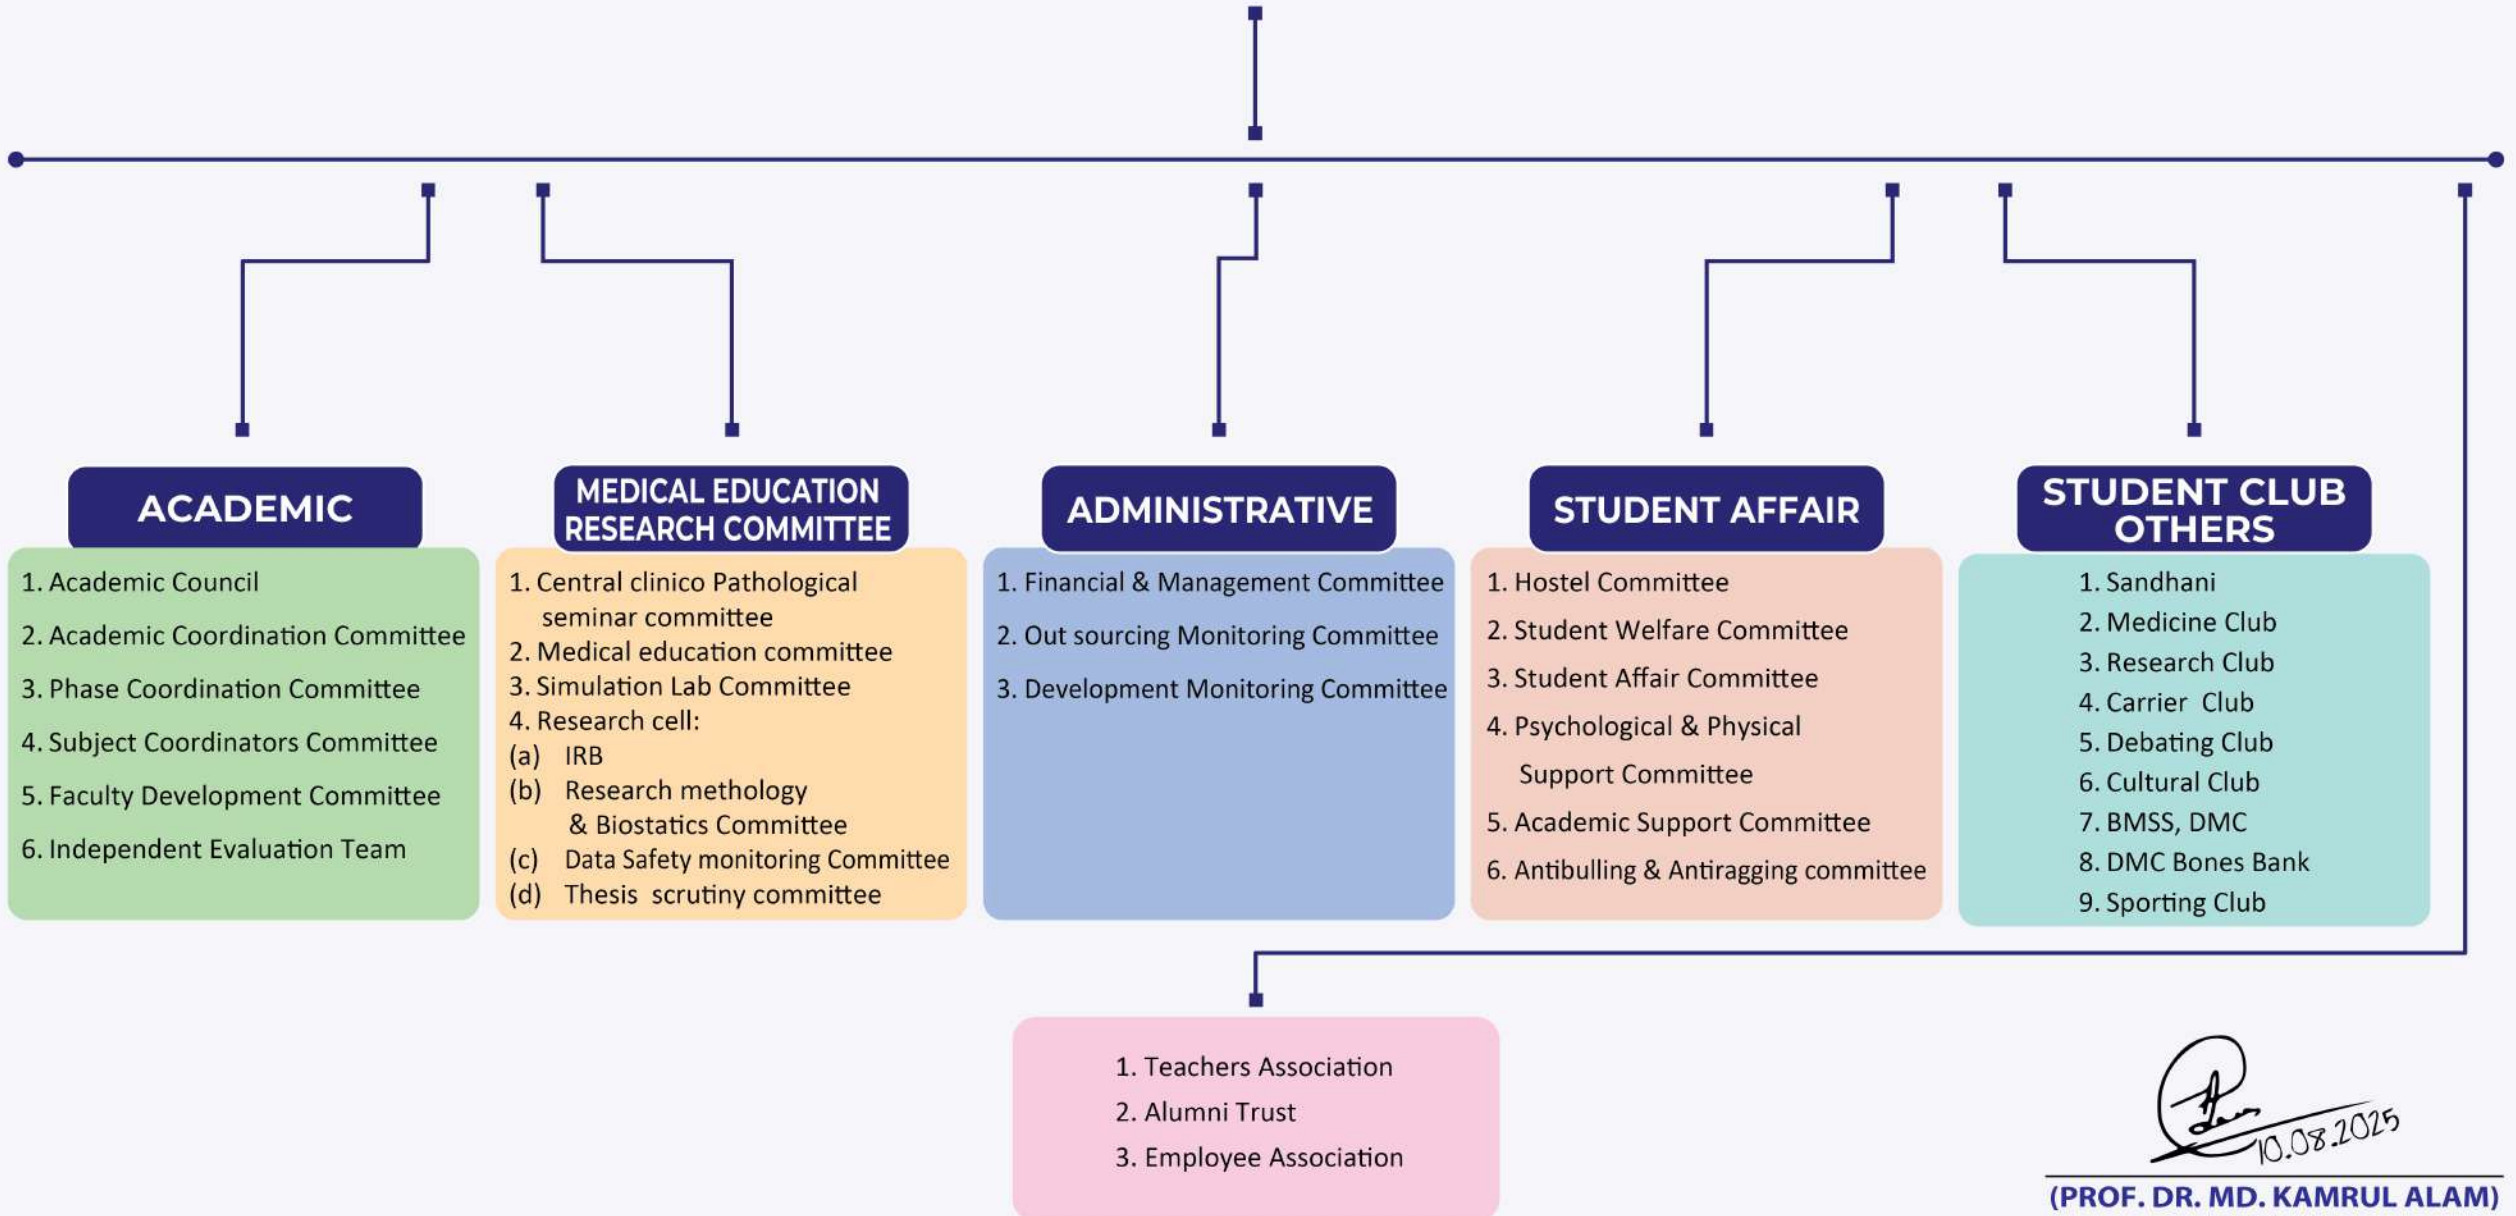 ACADEMIC
1. Academic Council
2. Academic Coordination Committee
3. Phase Coordination Committee
4. Subject Coordinators Committee
5. Faculty Development Committee
6. Independent Evaluation Team
MEDICAL EDUCATION
RESEARCH COMMITTEE
1. Central clinico Pathological
seminar committee
2. Medical education committee
3. Simulation Lab Committee
4. Research cell:
(a) IRB
(b) Research methology
& Biostatics Committee
(c) Data Safety monitoring Committee
(d) Thesis scrutiny committee
ADMINISTRATIVE
1. Financial & Management Committee
2. Out sourcing Monitoring Committee
3. Development Monitoring Committee
STUDENT AFFAIR
1. Hostel Committee
2. Student Welfare Committee
3. Student Affair Committee
4. Psychological & Physical
Support Committee
5. Academic Support Committee
6. Antibulling & Antiragging committee
STUDENT CLUB
OTHERS
1. Sandhani
2. Medicine Club
3. Research Club
4. Carrier Club
5. Debating Club
6. Cultural Club
7. BMSS, DMC
8. DMC Bones Bank
9. Sporting Club
1. Teachers Association
2. Alumni Trust
3. Employee Association
10.08.2025
(PROF. DR. MD. KAMRUL ALAM)